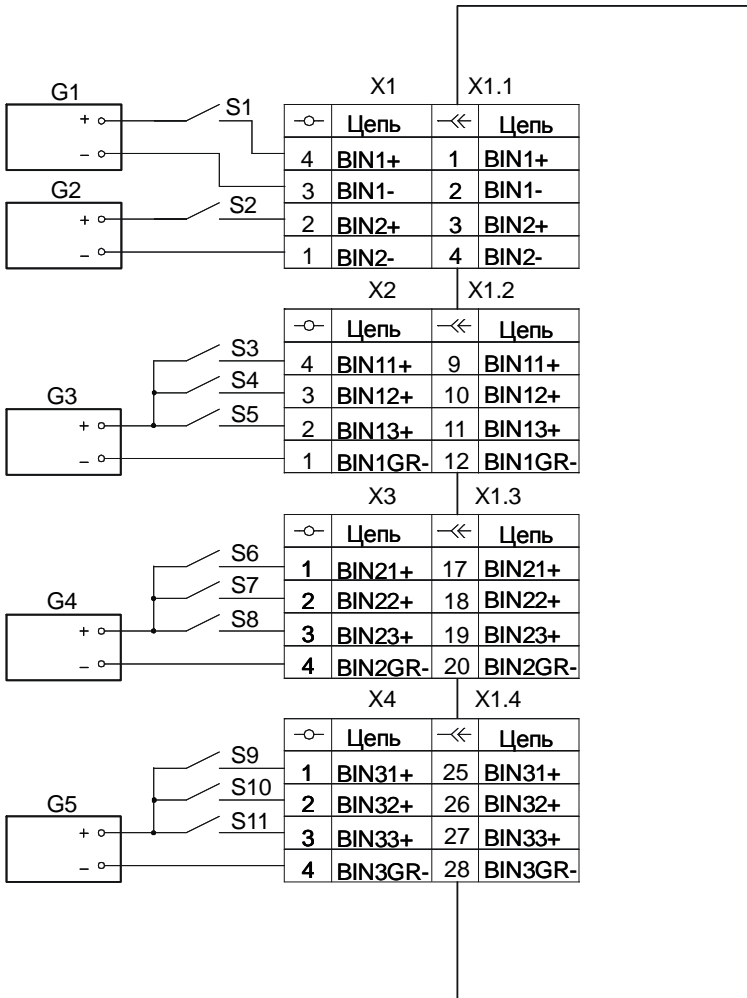 X1 X1.1
G1
S1
Цепь Цепь
+
4 BIN1+ 1 BIN1+
–
3 BIN1- 2 BIN1-
G2
S2
+
2 BIN2+ 3 BIN2+
–
1 BIN2- 4 BIN2-
X2 X1.2
Цепь Цепь
S3
4 BIN11+ 9 BIN11+
S4
3 BIN12+ 10 BIN12+
G3
S5
+
2 BIN13+ 11 BIN13+
–
1 BIN1GR- 12 BIN1GR-
X3 X1.3
Цепь Цепь
S6
1 BIN21+ 17 BIN21+
S7
2 BIN22+ 18 BIN22+
G4
S8
+
3 BIN23+ 19 BIN23+
–
4 BIN2GR- 20 BIN2GR-
X4 X1.4
Цепь Цепь
S9
1 BIN31+ 25 BIN31+
S10
2 BIN32+ 26 BIN32+
G5
S11
+
3 BIN33+ 27 BIN33+
–
4 BIN3GR- 28 BIN3GR-